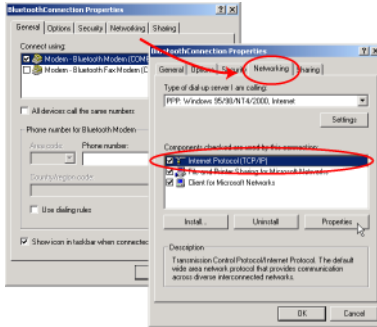 BluetoothConnection Properties
General Options Security Networking Sharing
Connect using:
Modem - Bluetooth Modem (COM8
Modem - Bluetooth Fax Modem (C
All devices call the same numbers
Phone number for Bluetooth Modem
Area code: Phone number:
Country/region code:
Use dialing rules
Show icon in taskbar when connected
BluetoothConnection Properties
General Options Security Networking Sharing
Type of dial-up server I am calling:
PPP: Windows 95/98/NT4/2000, Internet
Settings
Components checked are used by this connection:
Internet Protocol (TCP/IP)
File and Printer Sharing for Microsoft Networks
Client for Microsoft Networks
Install... Uninstall Properties
Description
Transmission Control Protocol/Internet Protocol. The default
wide area network protocol that provides communication
across diverse interconnected networks.
OK Cancel